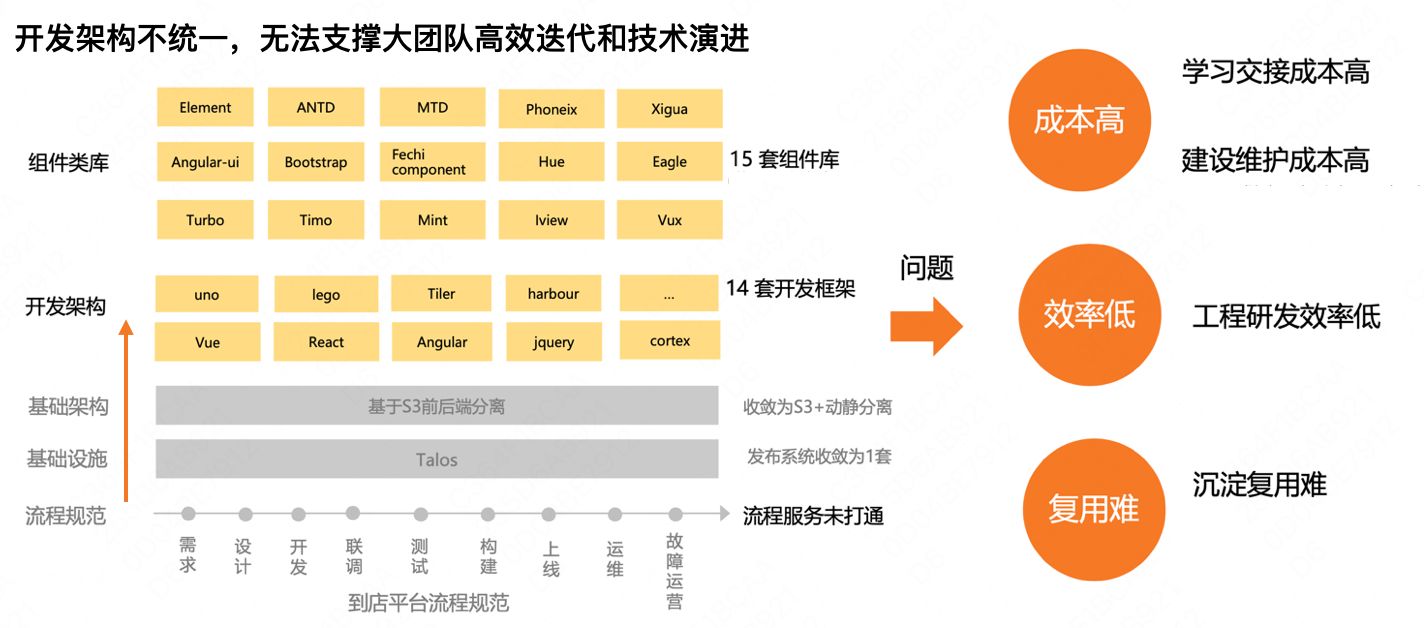 开发架构不统一，无法支撑大团队高效迭代和技术演进
组件类库
Element
ANTD
MTD
Phoneix
Xigua
Angular-ui
Bootstrap
Fechi
component
Hue
Eagle
15 套组件库
Turbo
Timo
Mint
Iview
Vux
开发架构
uno
lego
Tiler
harbour
...
14 套开发框架
Vue
React
Angular
jquery
cortex
基础架构
基于S3前后端分离
收敛为S3+动静分离
基础设施
Talos
发布系统收敛为1套
流程规范
流程服务未打通
需求
设计
开发
联调
测试
构建
上线
运维
故障运营
到店平台流程规范
问题
成本高
学习交接成本高
建设维护成本高
效率低
工程研发效率低
复用难
沉淀复用难